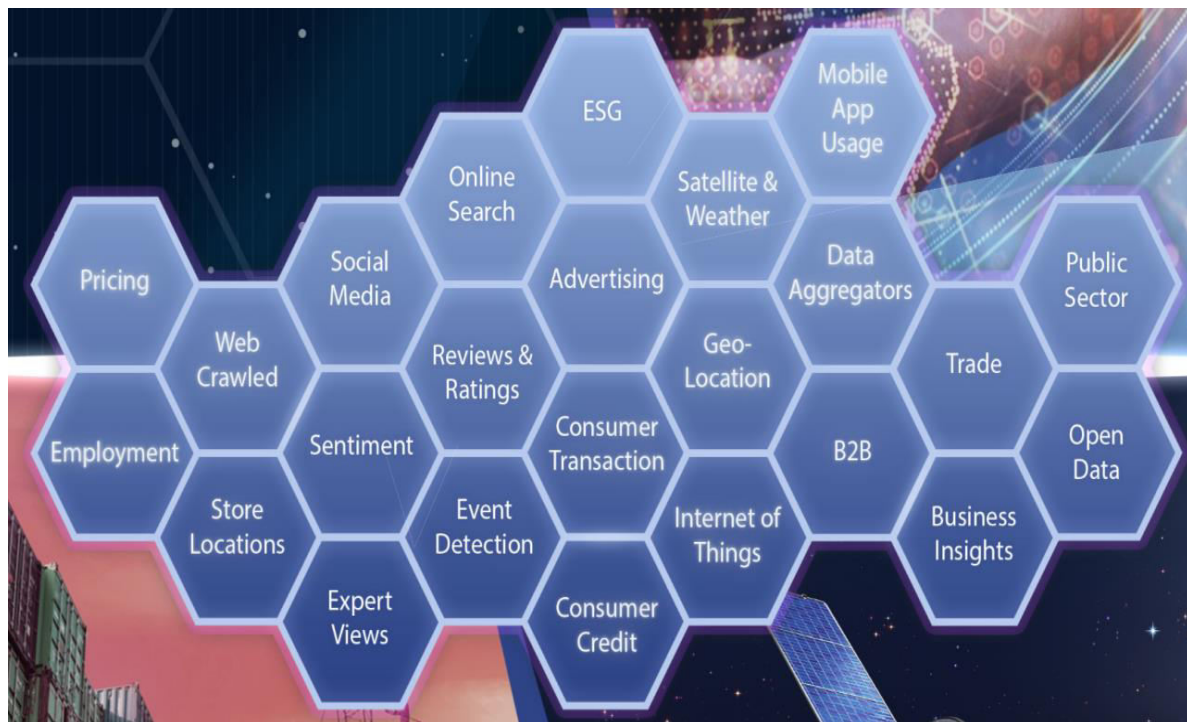 Pricing
Employment
Web
Crawled
Store
Locations
Social
Media
Sentiment
Expert
Views
Online
Search
Reviews &
Ratings
Event
Detection
ESG
Advertising
Consumer
Transaction
Consumer
Credit
Satellite &
Weather
Geo-
Location
Internet of
Things
Mobile
App
Usage
Data
Aggregators
B2B
Trade
Business
Insights
Public
Sector
Open
Data